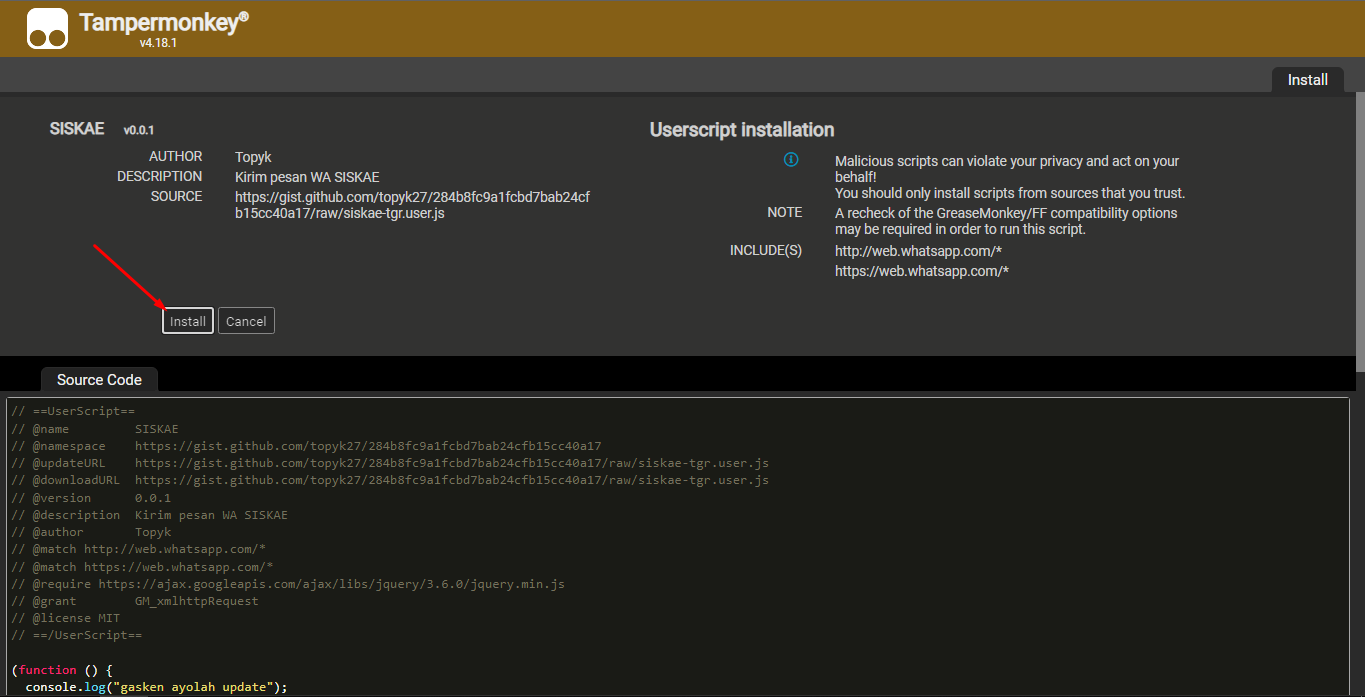 Tampermonkey®
v4.18.1
Install
SISKAE v0.0.1
AUTHOR Topyk
DESCRIPTION Kirim pesan WA SISKAE
SOURCE https://gist.github.com/topyk27/284b8fc9a1fcbd7bab24cf
b15cc40a17/raw/siskae-tgr.user.js
Install Cancel
Userscript installation
Malicious scripts can violate your privacy and act on your
behalf!
You should only install scripts from sources that you trust.
NOTE A recheck of the GreaseMonkey/FF compatibility options
may be required in order to run this script.
INCLUDE(S) http://web.whatsapp.com/*
https://web.whatsapp.com/*
Source Code
// ==UserScript==
// @name SISKAE
// @namespace https://gist.github.com/topyk27/284b8fc9a1fcbd7bab24cfb15cc40a17
// @updateURL https://gist.github.com/topyk27/284b8fc9a1fcbd7bab24cfb15cc40a17/raw/siskae-tgr.user.js
// @downloadURL https://gist.github.com/topyk27/284b8fc9a1fcbd7bab24cfb15cc40a17/raw/siskae-tgr.user.js
// @version 0.0.1
// @description Kirim pesan WA SISKAE
// @author Topyk
// @match http://web.whatsapp.com/*
// @match https://web.whatsapp.com/*
// @require https://ajax.googleapis.com/ajax/libs/jquery/3.6.0/jquery.min.js
// @grant GM_xmlhttpRequest
// @license MIT
// ==/UserScript==
(function () {
console.log("gasken ayolah update");